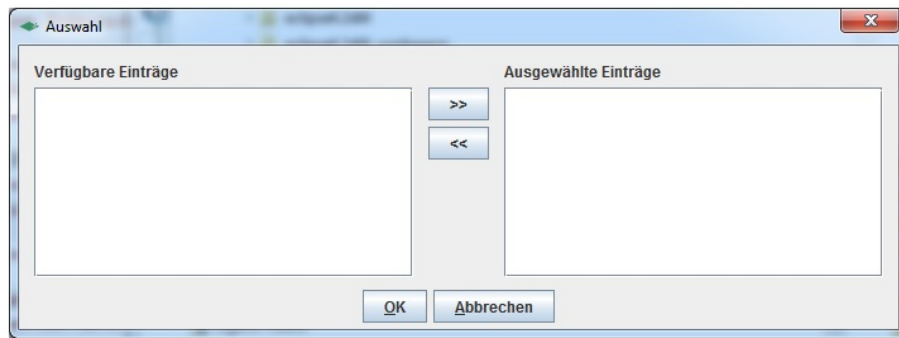 Auswahl
Verfügbare Einträge
Ausgewählte Einträge
>>
<<
OK
Abbrechen